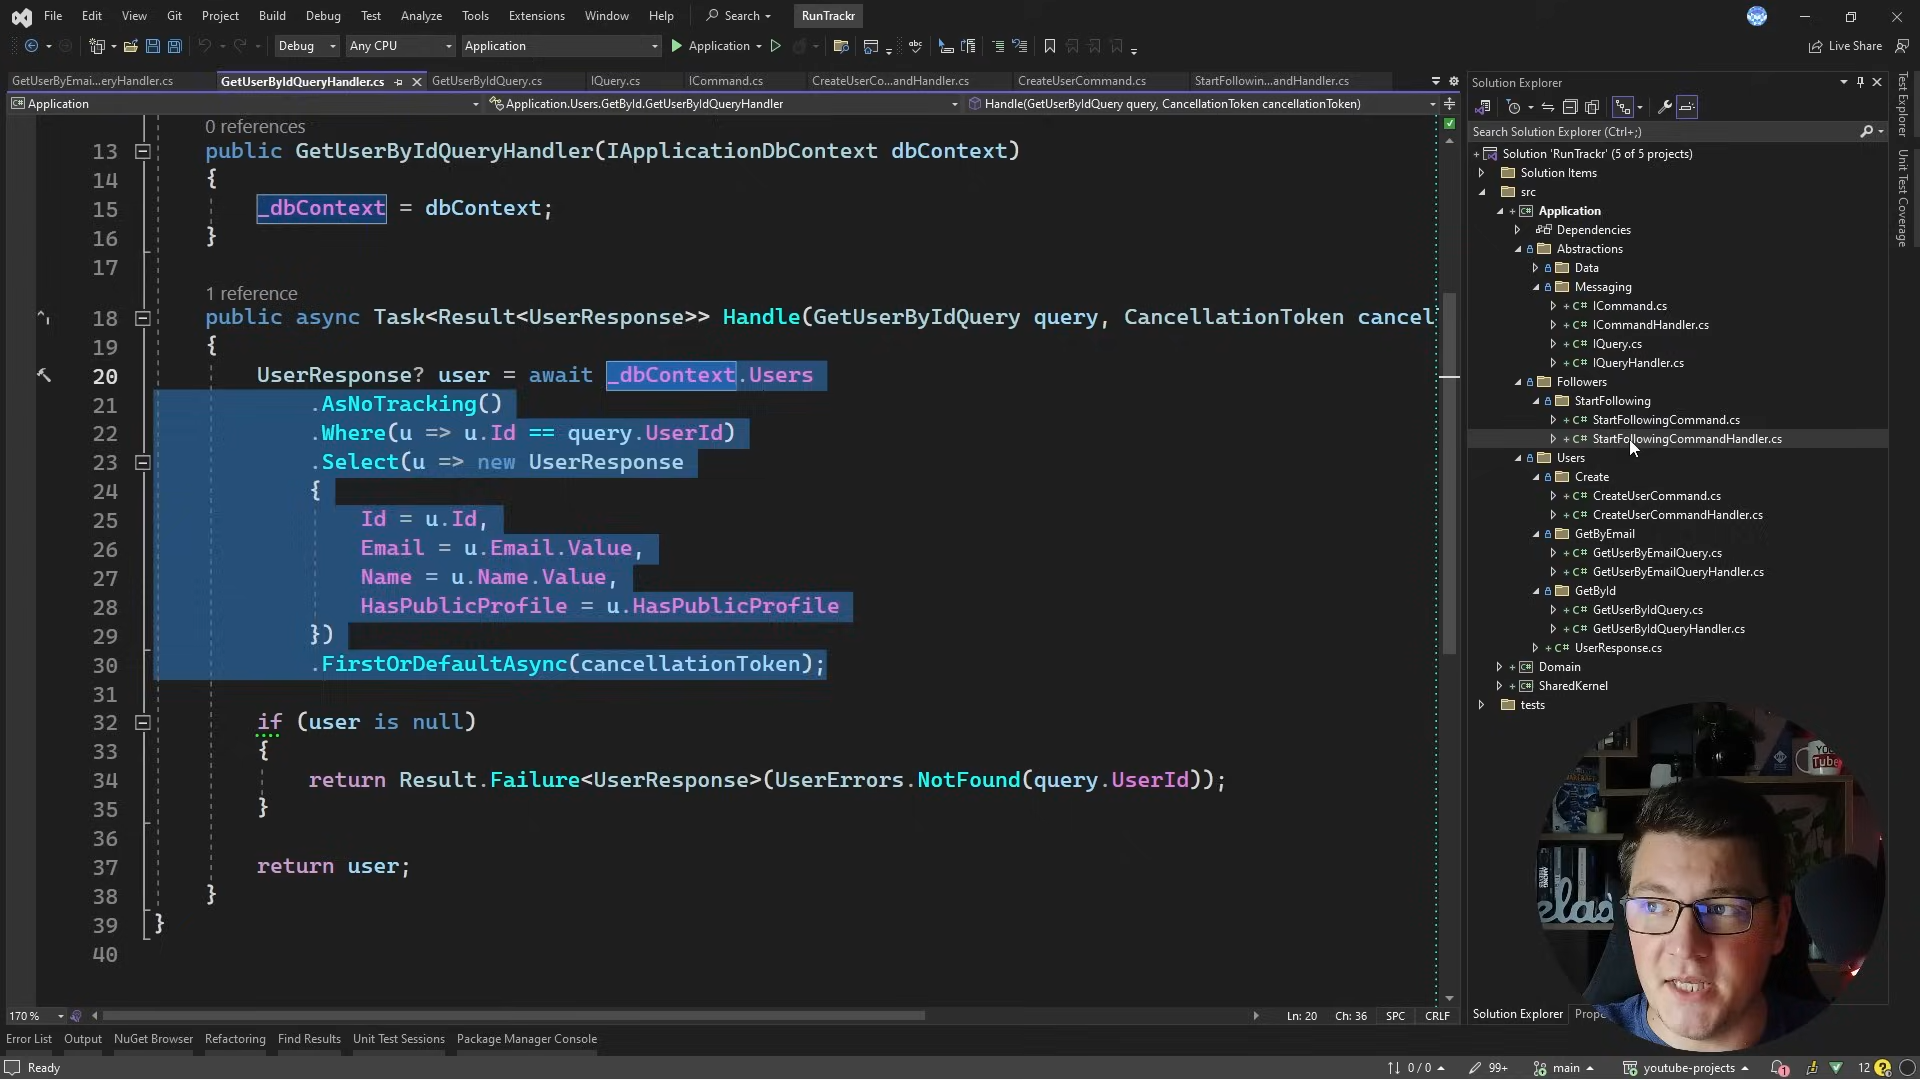 File Edit View Git Project Build Debug Test Analyze Tools Extensions Window Help Search RunTrackr
Debug Any CPU Application Application Live Share
GetUserByEmai...eryHandler.cs GetUserByIdQueryHandler.cs GetUserByIdQuery.cs IQuery.cs ICommand.cs CreateUserCo...andHandler.cs CreateUserCommand.cs StartFollowin...andHandler.cs
Application Application.Users.GetById.GetUserByIdQueryHandler Handle(GetUserByIdQuery query, CancellationToken cancellationToken)
0 references
13 public GetUserByIdQueryHandler(IApplicationDbContext dbContext)
14 {
15 _dbContext = dbContext;
16 }
17
1 reference
18 public async Task<Result<UserResponse>> Handle(GetUserByIdQuery query, CancellationToken cancel
19 {
20 UserResponse? user = await _dbContext.Users
21 .AsNoTracking()
22 .Where(u => u.Id == query.UserId)
23 .Select(u => new UserResponse
24 {
25 Id = u.Id,
26 Email = u.Email.Value,
27 Name = u.Name.Value,
28 HasPublicProfile = u.HasPublicProfile
29 })
30 .FirstOrDefaultAsync(cancellationToken);
31
32 if (user is null)
33 {
34 return Result.Failure<UserResponse>(UserErrors.NotFound(query.UserId));
35 }
36
37 return user;
38 }
39 }
40
170 % Ln: 20 Ch: 36 SPC CRLF
Solution Explorer
Search Solution Explorer (Ctrl+;)
Solution 'RunTrackr' (5 of 5 projects)
Solution Items
src
Application
Dependencies
Abstractions
Data
Messaging
ICommand.cs
ICommandHandler.cs
IQuery.cs
IQueryHandler.cs
Followers
StartFollowing
StartFollowingCommand.cs
StartFollowingCommandHandler.cs
Users
Create
CreateUserCommand.cs
CreateUserCommandHandler.cs
GetByEmail
GetUserByEmailQuery.cs
GetUserByEmailQueryHandler.cs
GetById
GetUserByIdQuery.cs
GetUserByIdQueryHandler.cs
UserResponse.cs
Domain
SharedKernel
tests
Test Explorer
Unit Test Coverage
You
Tube
Solution Explorer Prop
Error List Output NuGet Browser Refactoring Find Results Unit Test Sessions Package Manager Console
Ready 0 / 0 99+ main youtube-projects 1 12